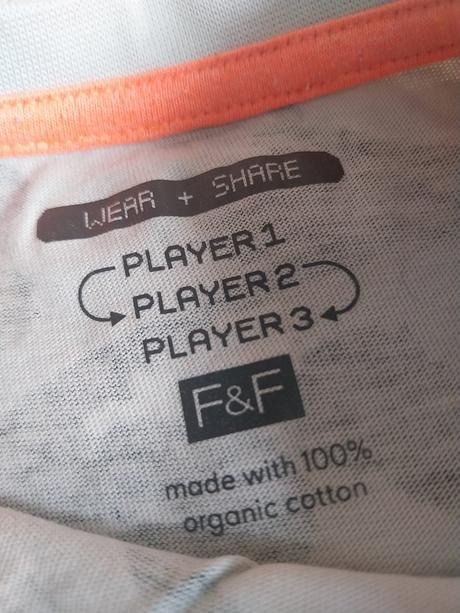 WEAR + SHARE
PLAYER 1
PLAYER 2
PLAYER 3
F&F
made with 100%
organic cotton